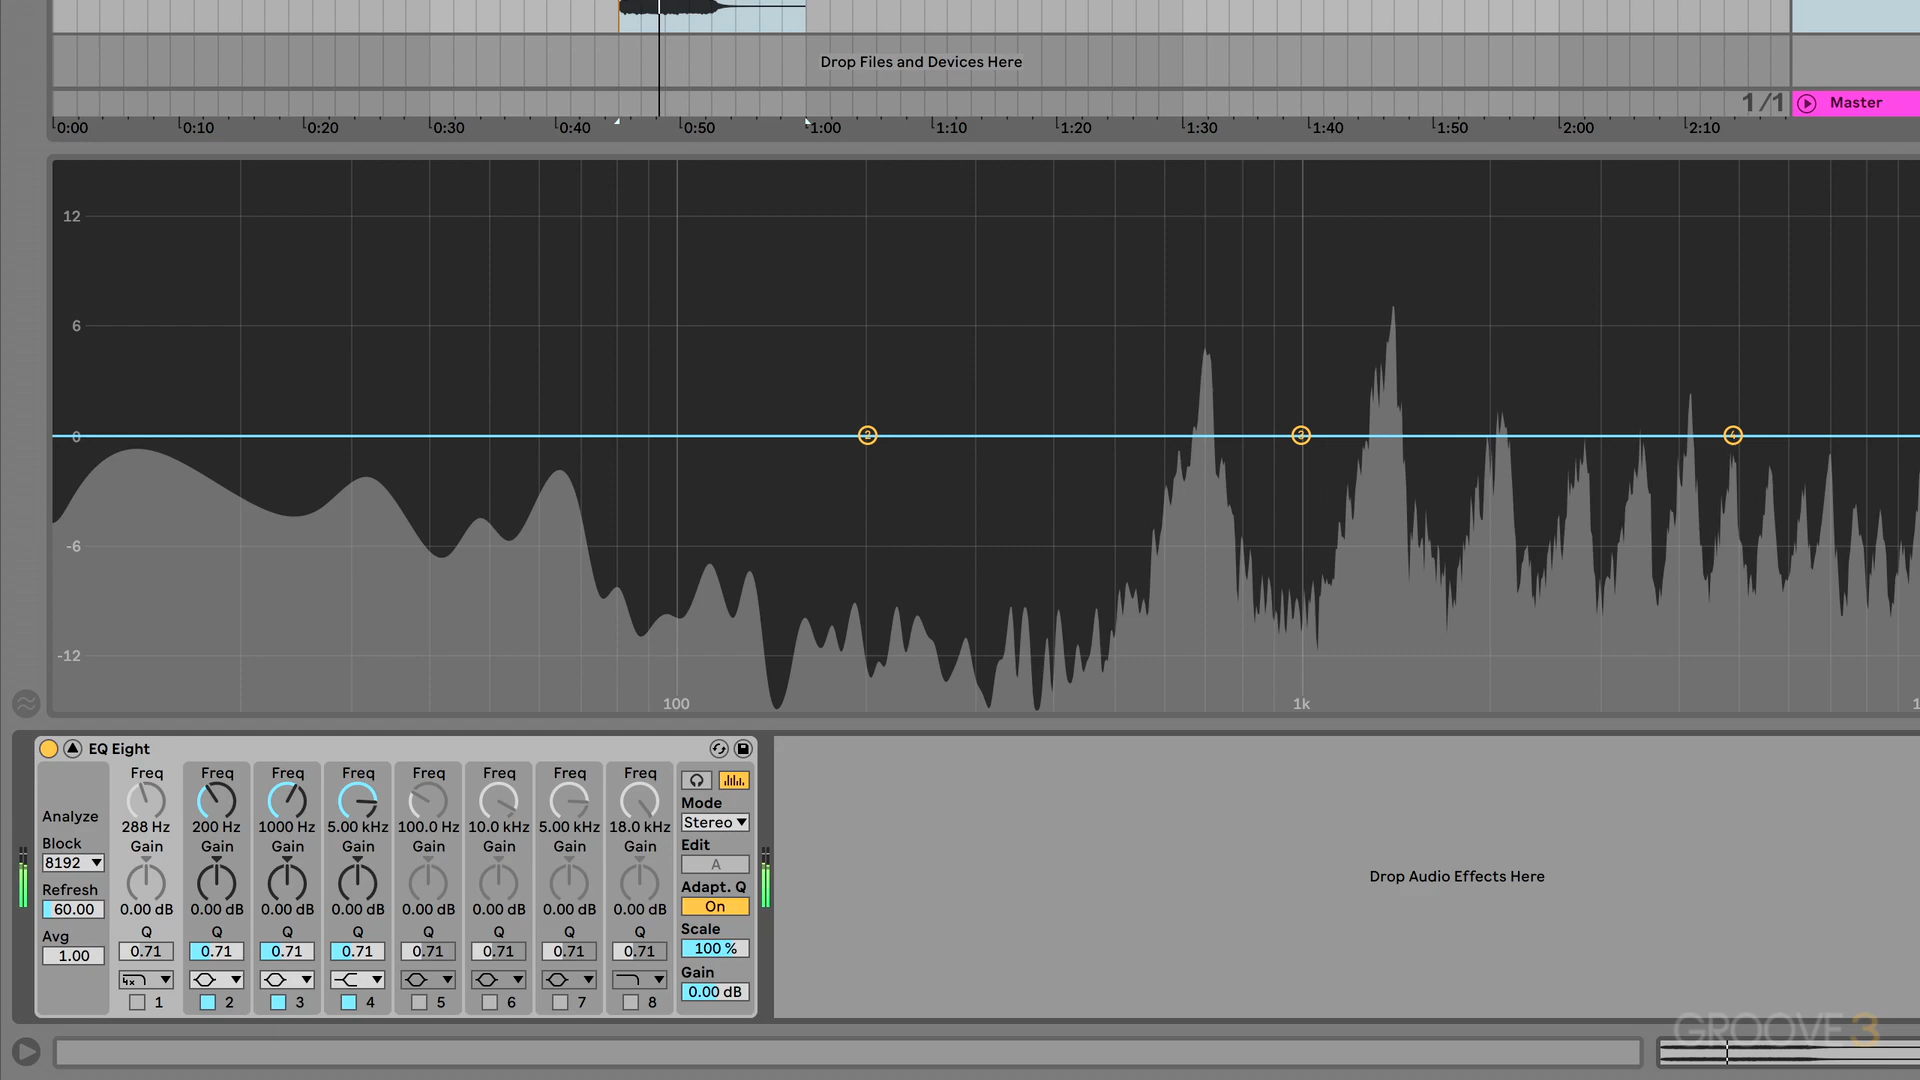 Drop Files and Devices Here
1/1 Master
0:00 0:10 0:20 0:30 0:40 0:50 1:00 1:10 1:20 1:30 1:40 1:50 2:00 2:10
12
6
0
-6
-12
2 3 4
100 1k 1
EQ Eight
Freq Freq Freq Freq Freq Freq Freq Freq
288 Hz 200 Hz 1000 Hz 5.00 kHz 100.0 Hz 10.0 kHz 5.00 kHz 18.0 kHz
Gain Gain Gain Gain Gain Gain Gain Gain
0.00 dB 0.00 dB 0.00 dB 0.00 dB 0.00 dB 0.00 dB 0.00 dB 0.00 dB
Q Q Q Q Q Q Q Q
0.71 0.71 0.71 0.71 0.71 0.71 0.71 0.71
4x
1 2 3 4 5 6 7 8
Analyze
Block
8192
Refresh
60.00
Avg
1.00
Mode
Stereo
Edit
A
Adapt. Q
On
Scale
100 %
Gain
0.00 dB
Drop Audio Effects Here
GROOVE3